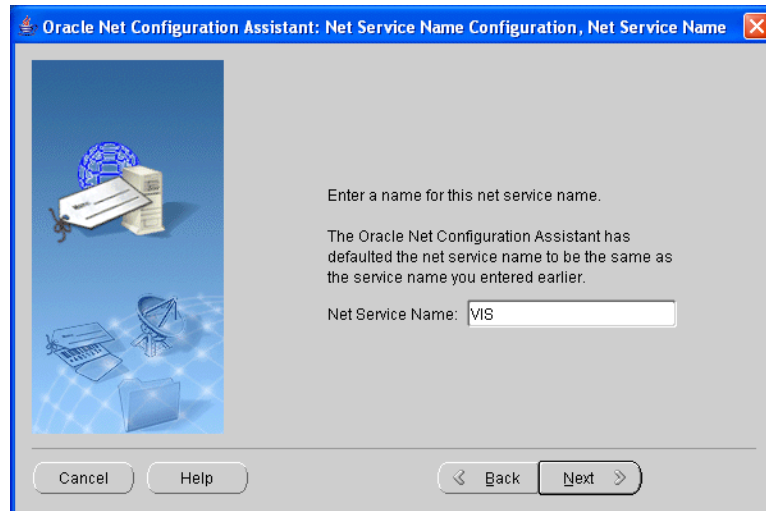 Oracle Net Configuration Assistant: Net Service Name Configuration, Net Service Name
Enter a name for this net service name.
The Oracle Net Configuration Assistant has
defaulted the net service name to be the same as
the service name you entered earlier.
Net Service Name: VIS
Cancel Help Back Next